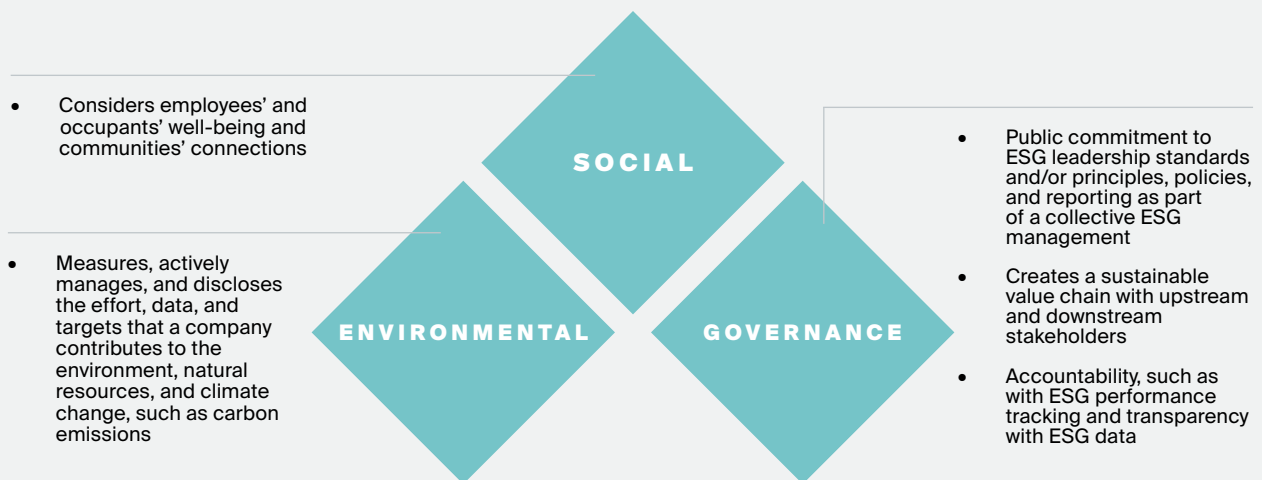 • Considers employees’ and
occupants’ well-being and
communities’ connections
SOCIAL
• Measures, actively
manages, and discloses
the effort, data, and
targets that a company
contributes to the
environment, natural
resources, and climate
change, such as carbon
emissions
ENVIRONMENTAL
GOVERNANCE
• Public commitment to
ESG leadership standards
and/or principles, policies,
and reporting as part
of a collective ESG
management
• Creates a sustainable
value chain with upstream
and downstream
stakeholders
• Accountability, such as
with ESG performance
tracking and transparency
with ESG data